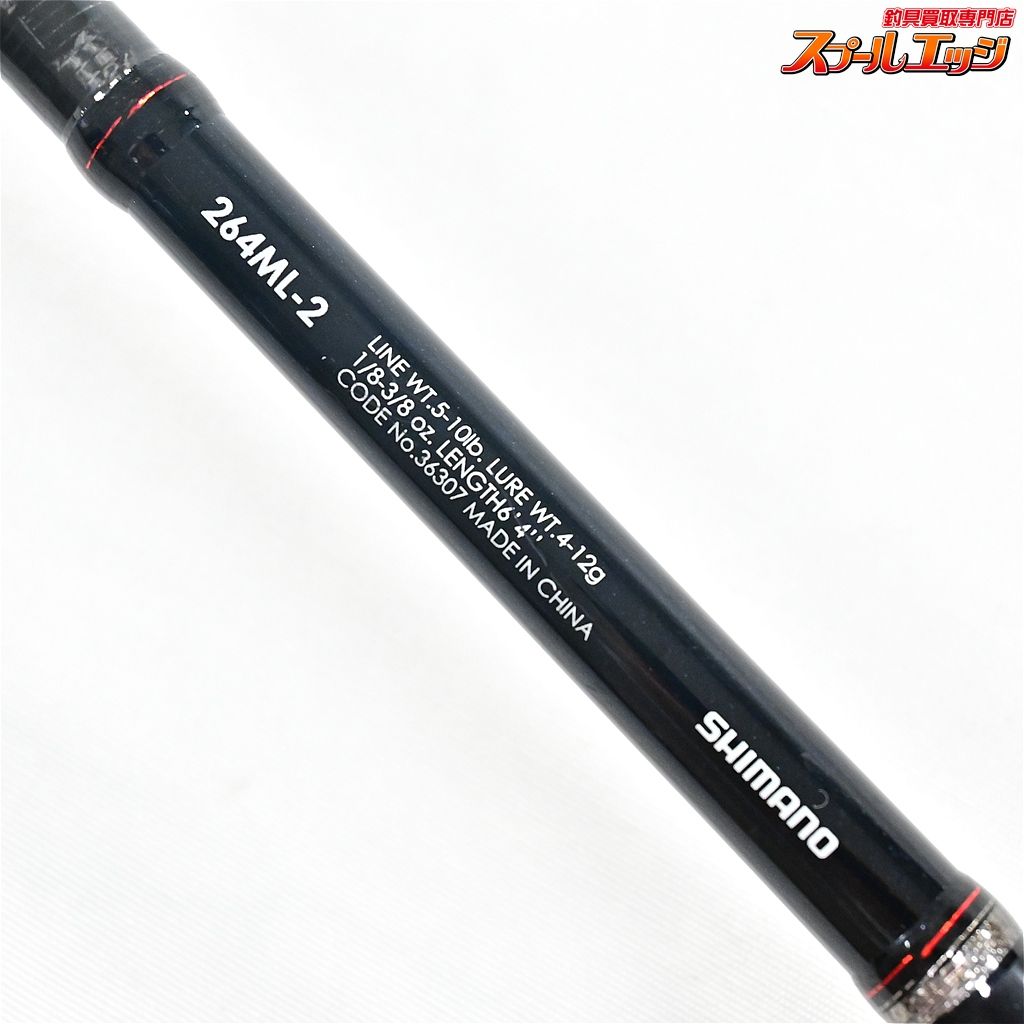 釣具買取専門店
スプールエッジ
264ML-2
LINE WT.5-10lb. LURE WT.4-12g
1/8-3/8 oz. LENGTH6'4''
CODE No.36307 MADE IN CHINA
SHIMANO